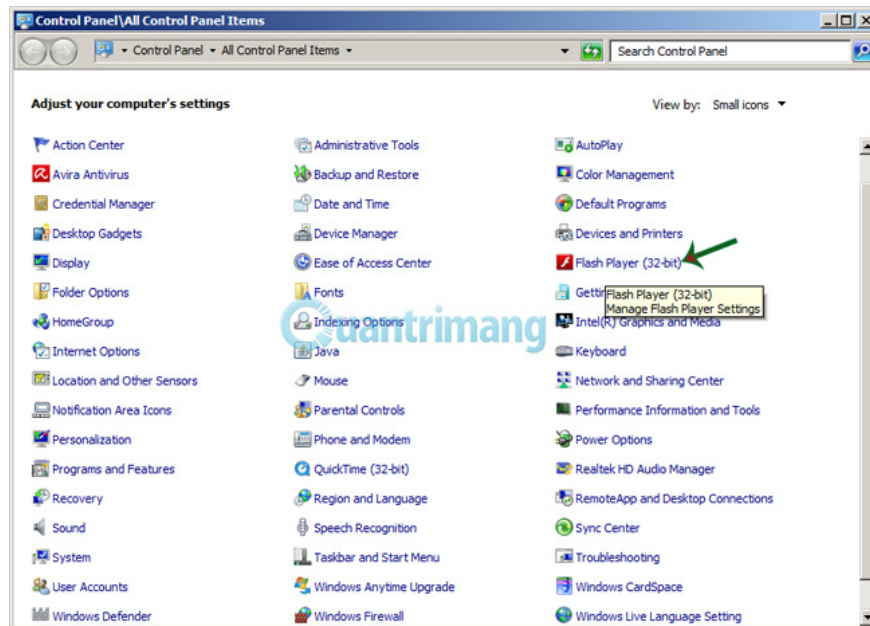 Control Panel\All Control Panel Items
Control Panel All Control Panel Items
Search Control Panel
Adjust your computer's settings
View by: Small icons
Action Center
Administrative Tools
AutoPlay
Avira Antivirus
Backup and Restore
Color Management
Credential Manager
Date and Time
Default Programs
Desktop Gadgets
Device Manager
Devices and Printers
Display
Ease of Access Center
Flash Player (32-bit)
Folder Options
Fonts
Flash Player (32-bit)
Manage Flash Player Settings
HomeGroup
Indexing Options
Intel(R) Graphics and Media
Quantrimang
Internet Options
Java
Keyboard
Location and Other Sensors
Mouse
Network and Sharing Center
Notification Area Icons
Parental Controls
Performance Information and Tools
Personalization
Phone and Modem
Power Options
Programs and Features
QuickTime (32-bit)
Realtek HD Audio Manager
Recovery
Region and Language
RemoteApp and Desktop Connections
Sound
Speech Recognition
Sync Center
System
Taskbar and Start Menu
Troubleshooting
User Accounts
Windows Anytime Upgrade
Windows CardSpace
Windows Defender
Windows Firewall
Windows Live Language Setting